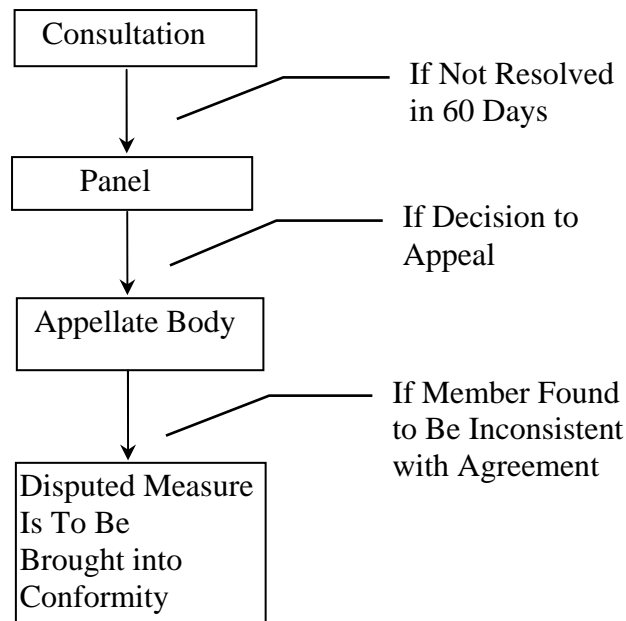 Consultation
If Not Resolved
in 60 Days
Panel
If Decision to
Appeal
Appellate Body
If Member Found
to Be Inconsistent
with Agreement
Disputed Measure
Is To Be
Brought into
Conformity